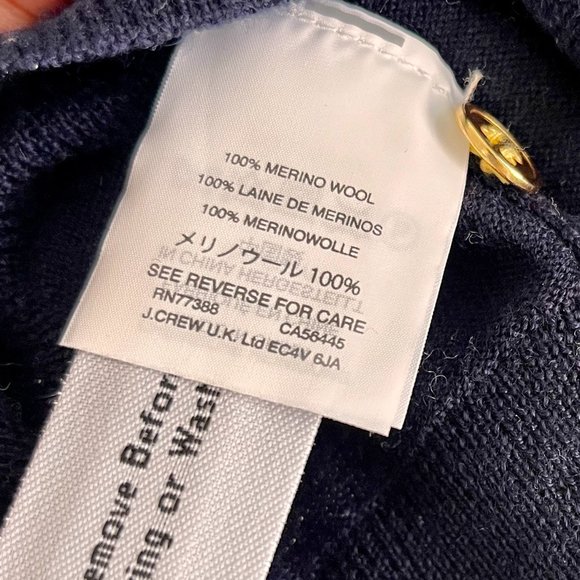 100% MERINO WOOL
100% LAINE DE MERINOS
100% MERINOWOLLE
メリノウール 100%
SEE REVERSE FOR CARE
RN77388 CA56445
J.CREW U.K. Ltd EC4V 6JA
emove Befor
ing or Wash